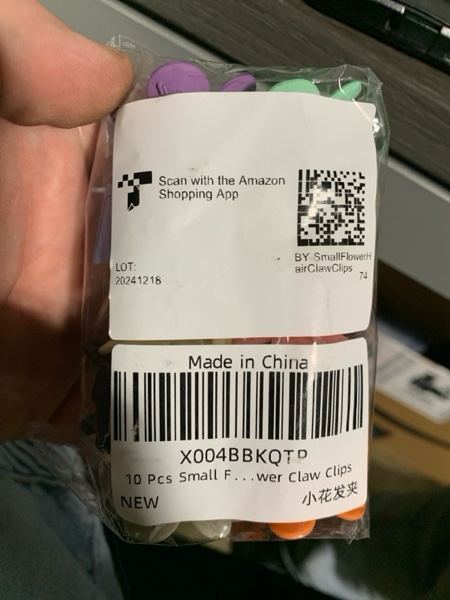 Scan with the Amazon
Shopping App
BY-SmallFlowerH
airClawClips
74
LOT:
20241218
Made in China
X004BBKQTP
10 Pcs Small F...wer Claw Clips
NEW
小花发夹